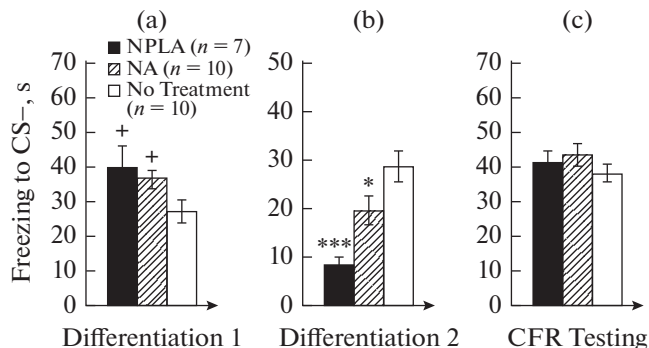 (a) (b) (c)
Freezing to CS–, s
70
60
50
40
30
20
10
0
NPLA (n = 7)
NA (n = 10)
No Treatment
(n = 10)
+
+
Differentiation 1
50
40
30
20
10
0
***
*
Differentiation 2
70
60
50
40
30
20
10
0
CFR Testing